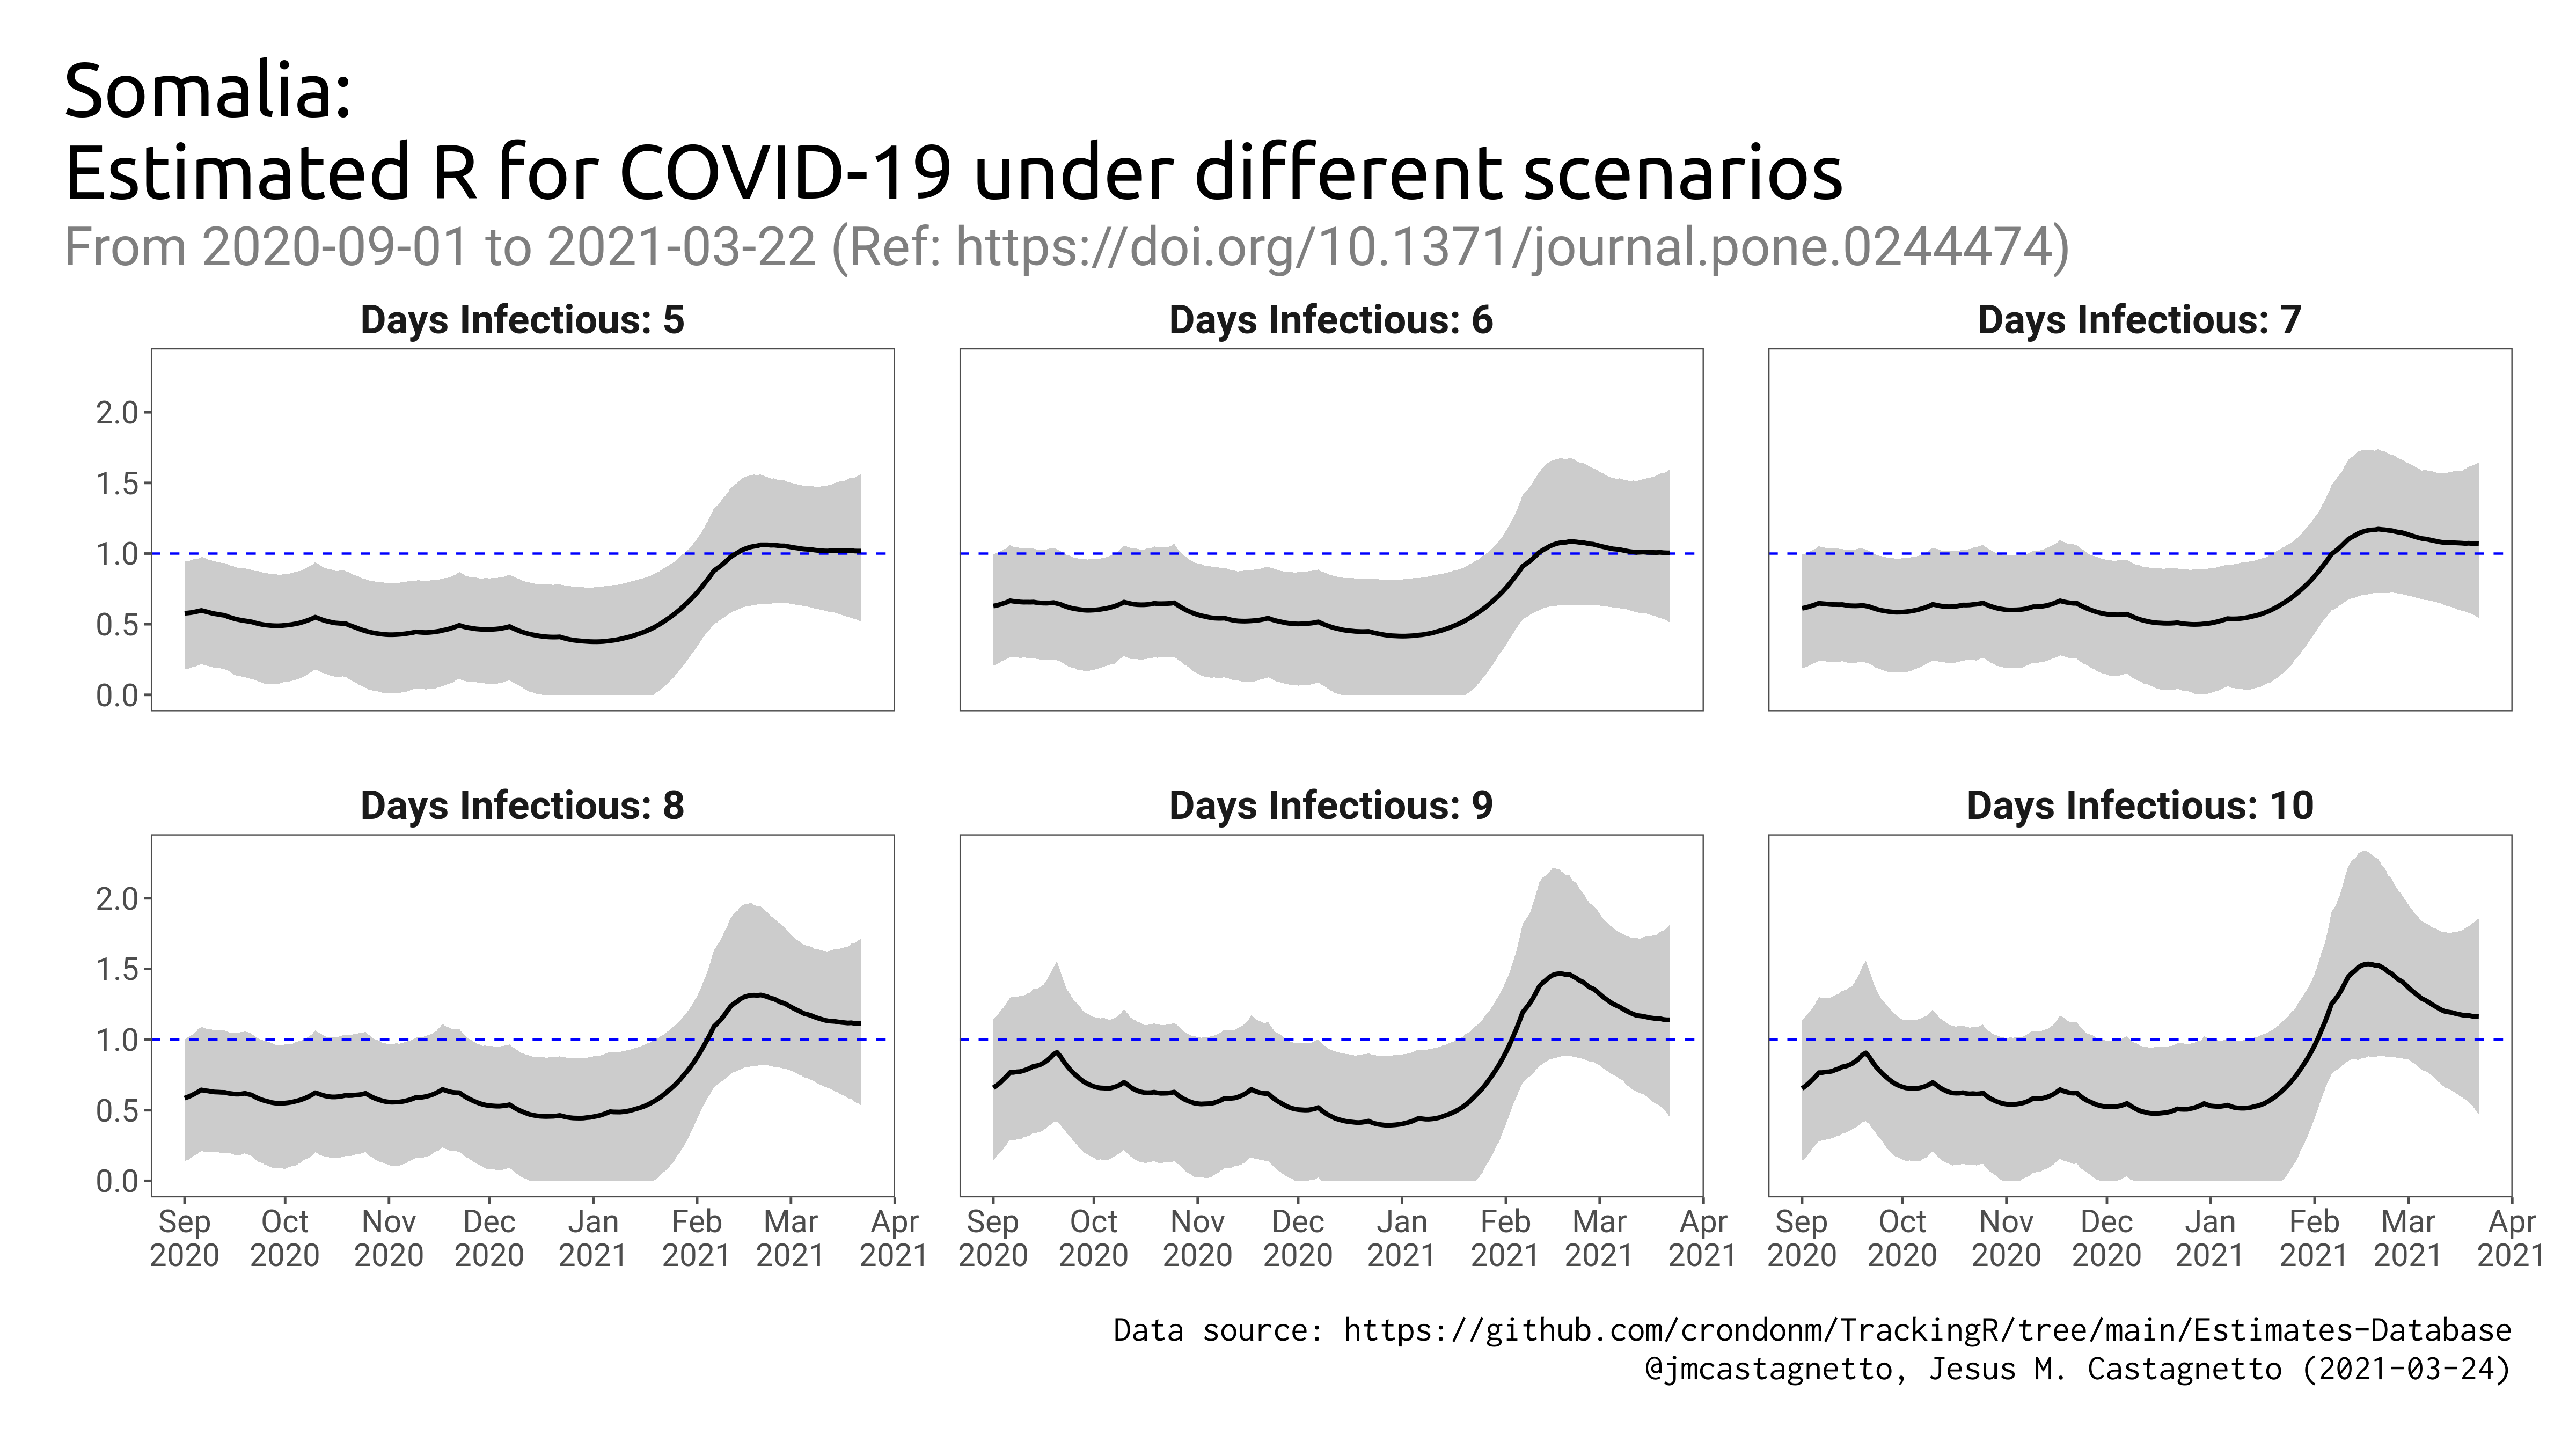 Somalia:
Estimated R for COVID-19 under different scenarios
From 2020-09-01 to 2021-03-22 (Ref: https://doi.org/10.1371/journal.pone.0244474)
Days Infectious: 5
Days Infectious: 6
Days Infectious: 7
2.0
1.5
1.0
0.5
0.0
Days Infectious: 8
Days Infectious: 9
Days Infectious: 10
2.0
1.5
1.0
0.5
0.0
Sep Oct Nov Dec Jan Feb Mar Apr
2020 2020 2020 2020 2021 2021 2021 2021
Sep Oct Nov Dec Jan Feb Mar Apr
2020 2020 2020 2020 2021 2021 2021 2021
Sep Oct Nov Dec Jan Feb Mar Apr
2020 2020 2020 2020 2021 2021 2021 2021
Data source: https://github.com/crondonm/TrackingR/tree/main/Estimates-Database
@jmcastagnetto, Jesus M. Castagnetto (2021-03-24)